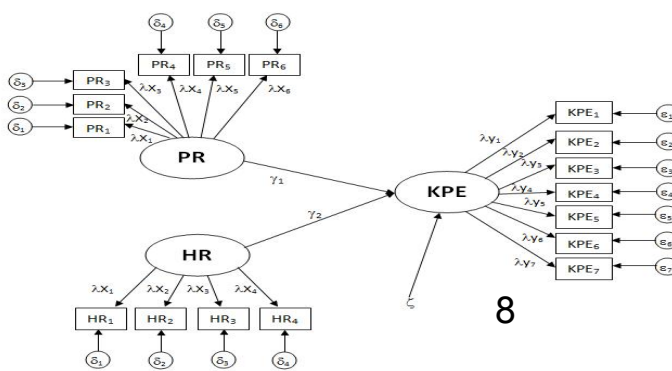 δ₄ δ₅ δ₆
PR₄ PR₅ PR₆
δ₃ PR₃ λX₃ λX₄ λX₅ λX₆
δ₂ PR₂ λX₂
δ₁ PR₁ λX₁
PR
γ₁
γ₂
HR
λX₁ λX₂ λX₃ λX₄
HR₁ HR₂ HR₃ HR₄
δ₁ δ₂ δ₃ δ₄
KPE
ζ
λy₁ KPE₁ ε₁
λy₂ KPE₂ ε₂
λy₃ KPE₃ ε₃
λy₄ KPE₄ ε₄
λy₅ KPE₅ ε₅
λy₆ KPE₆ ε₆
λy₇ KPE₇ ε₇
8